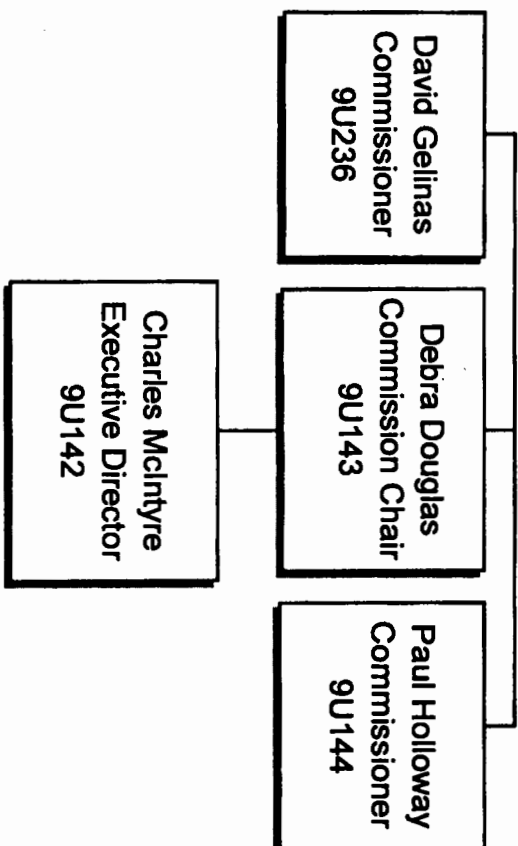 David Gelinas
Commissioner
9U236
Debra Douglas
Commission Chair
9U143
Paul Holloway
Commissioner
9U144
Charles McIntyre
Executive Director
9U142